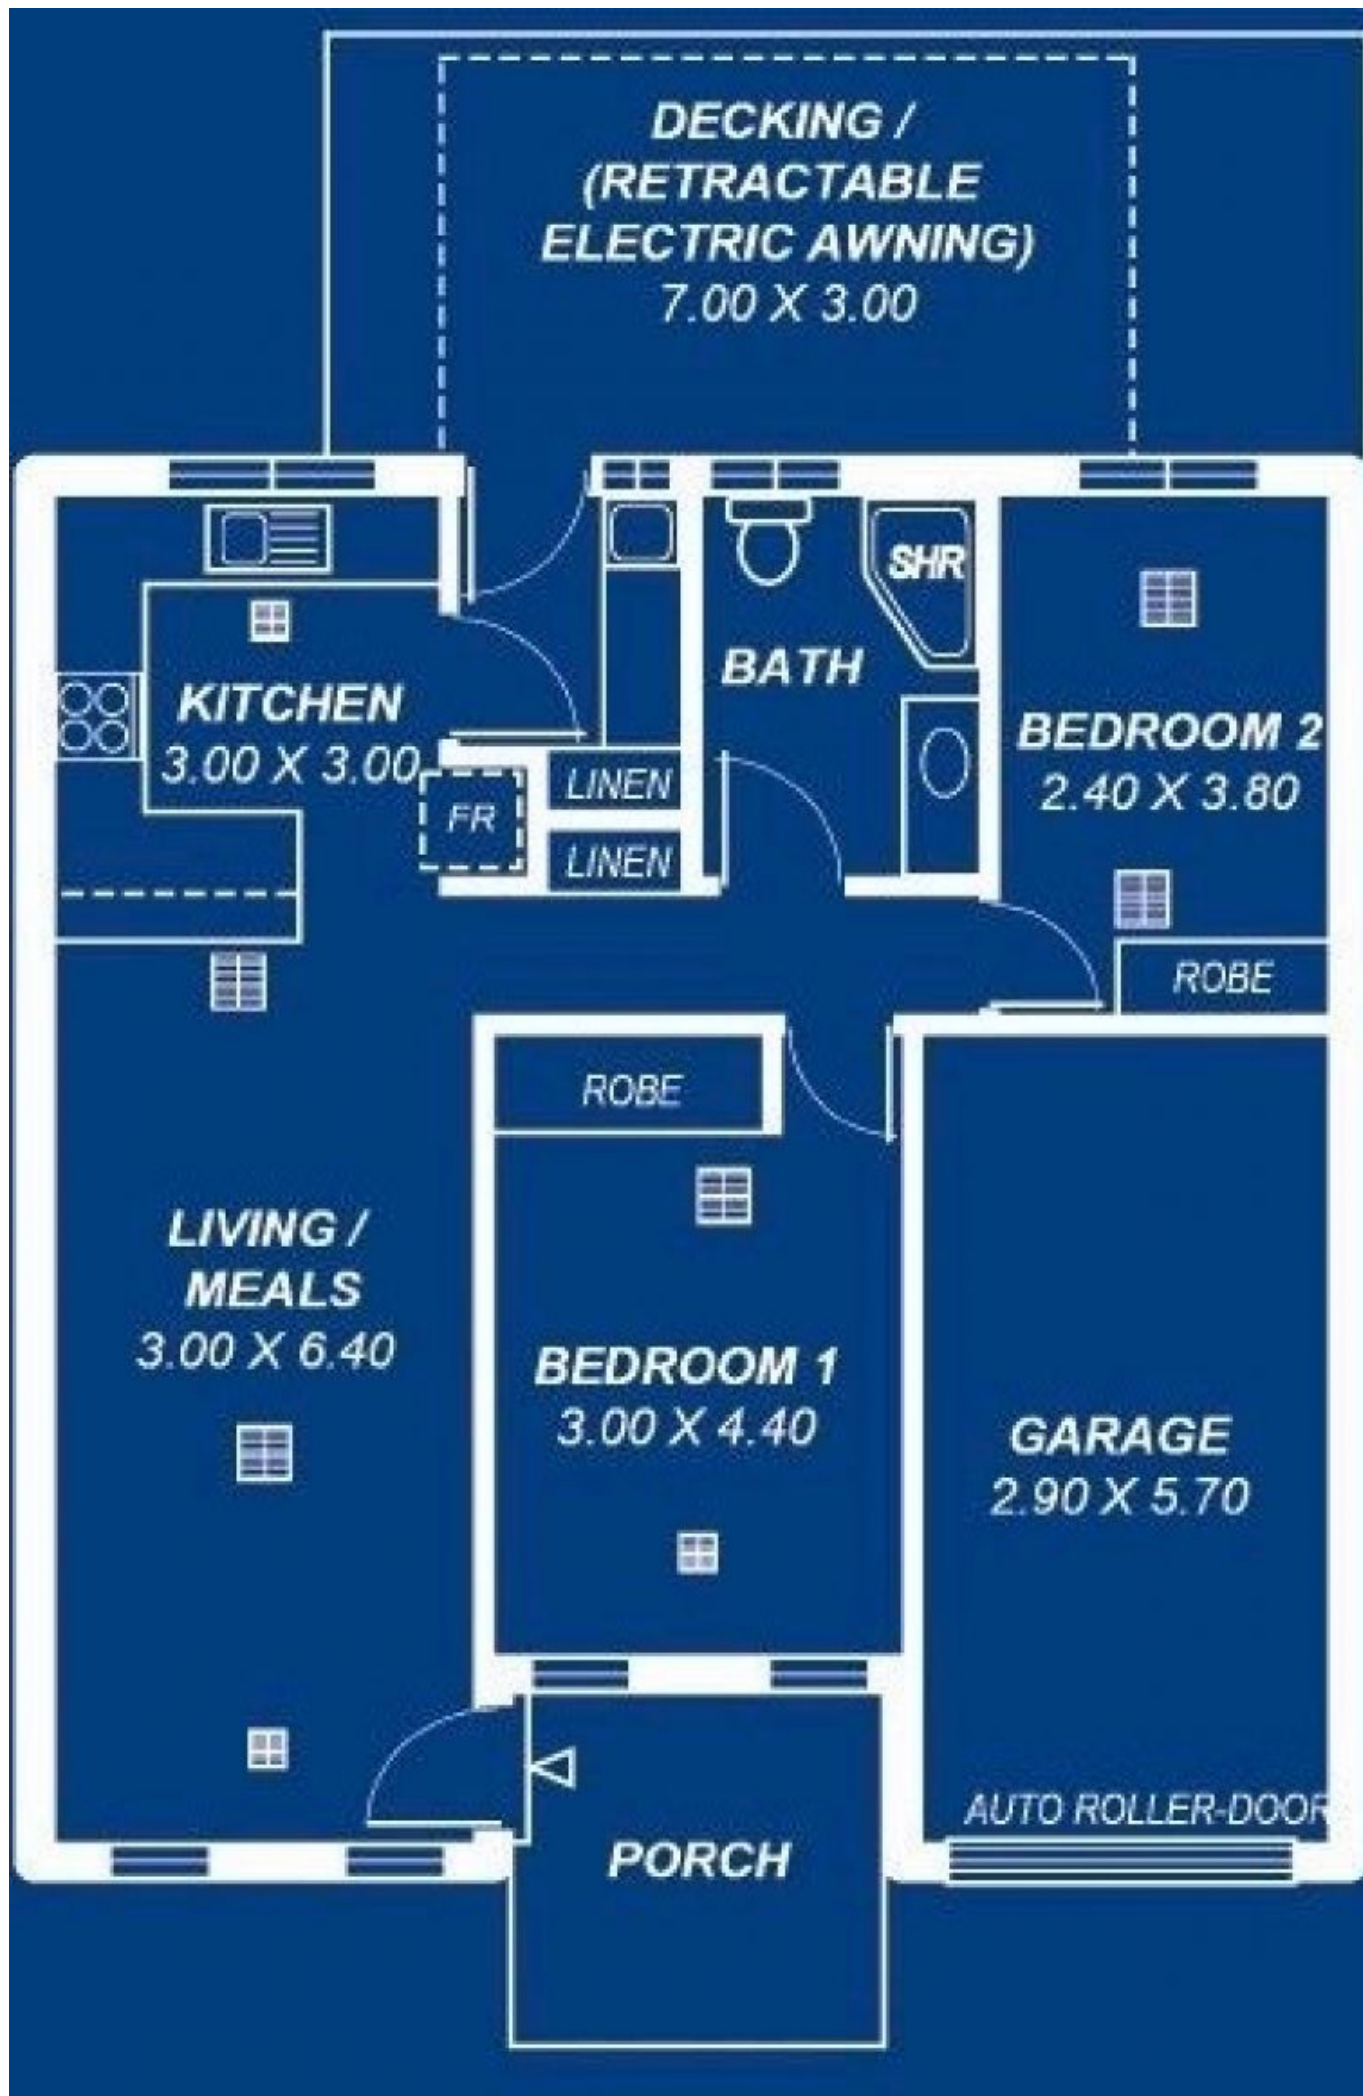 DECKING /
(RETRACTABLE
ELECTRIC AWNING)
7.00 X 3.00
SHR
BATH
KITCHEN
3.00 X 3.00
BEDROOM 2
2.40 X 3.80
LINEN
FR
LINEN
ROBE
ROBE
LIVING /
MEALS
3.00 X 6.40
BEDROOM 1
3.00 X 4.40
GARAGE
2.90 X 5.70
AUTO ROLLER-DOOR
PORCH